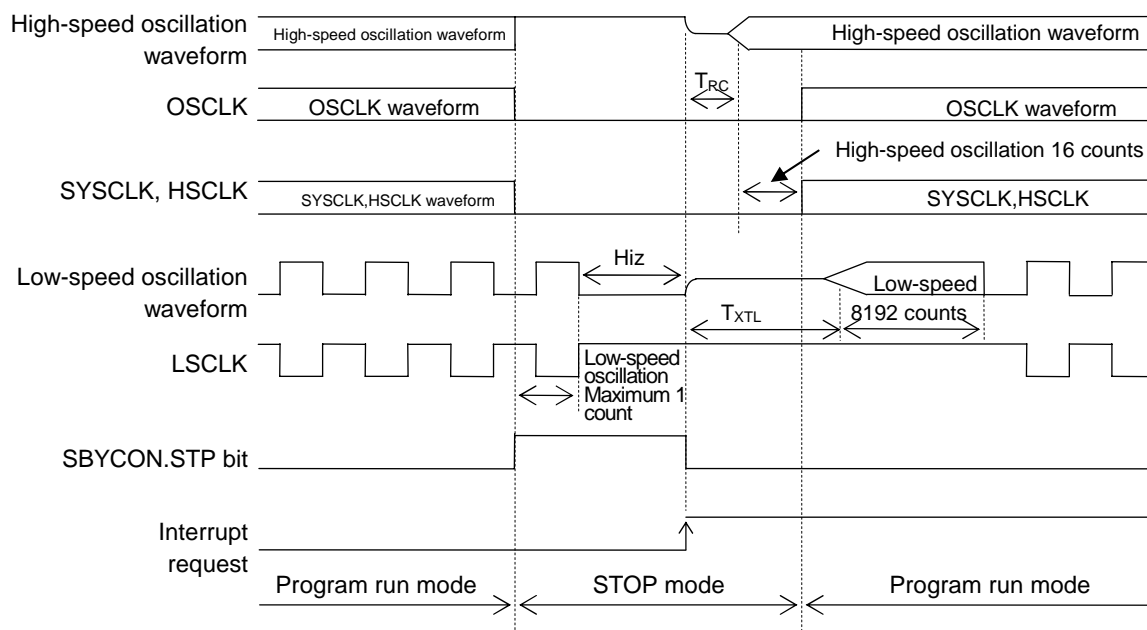 High-speed oscillation
waveform
High-speed oscillation waveform
High-speed oscillation waveform
TRC
OSCLK
OSCLK waveform
OSCLK waveform
High-speed oscillation 16 counts
SYSCLK, HSCLK
SYSCLK,HSCLK waveform
SYSCLK,HSCLK
Low-speed oscillation
waveform
Hiz
Low-speed
8192 counts
TXTL
LSCLK
Low-speed
oscillation
Maximum 1
count
SBYCON.STP bit
Interrupt
request
Program run mode
STOP mode
Program run mode